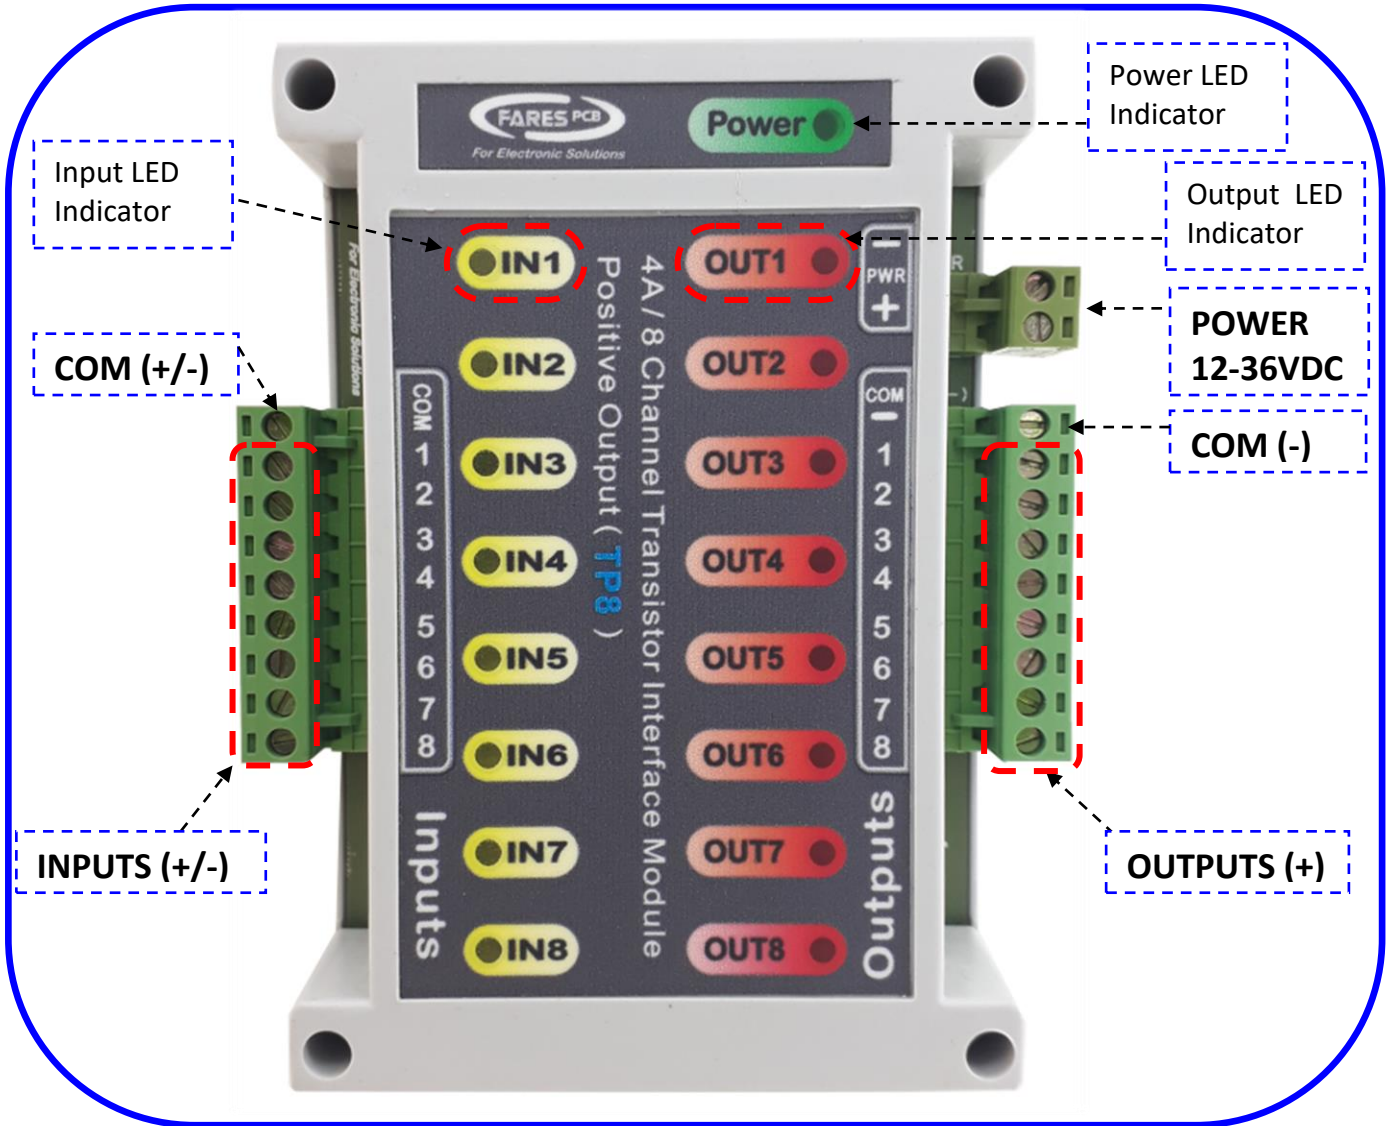 FARES PCB
For Electronic Solutions
Power
Power LED
Indicator
Input LED
Indicator
Output LED
Indicator
For Electronic Solutions
IN1
OUT1
PWR
+
R
POWER
12-36VDC
COM (+/-)
IN2
OUT2
COM
-
-)
COM (-)
COM
1
2
3
4
5
6
7
8
IN3
IN4
IN5
IN6
IN7
IN8
Positive Output ( TP8 )
4A / 8 Channel Transistor Interface Module
OUT3
OUT4
OUT5
OUT6
OUT7
OUT8
1
2
3
4
5
6
7
8
Inputs
Outputs
INPUTS (+/-)
OUTPUTS (+)